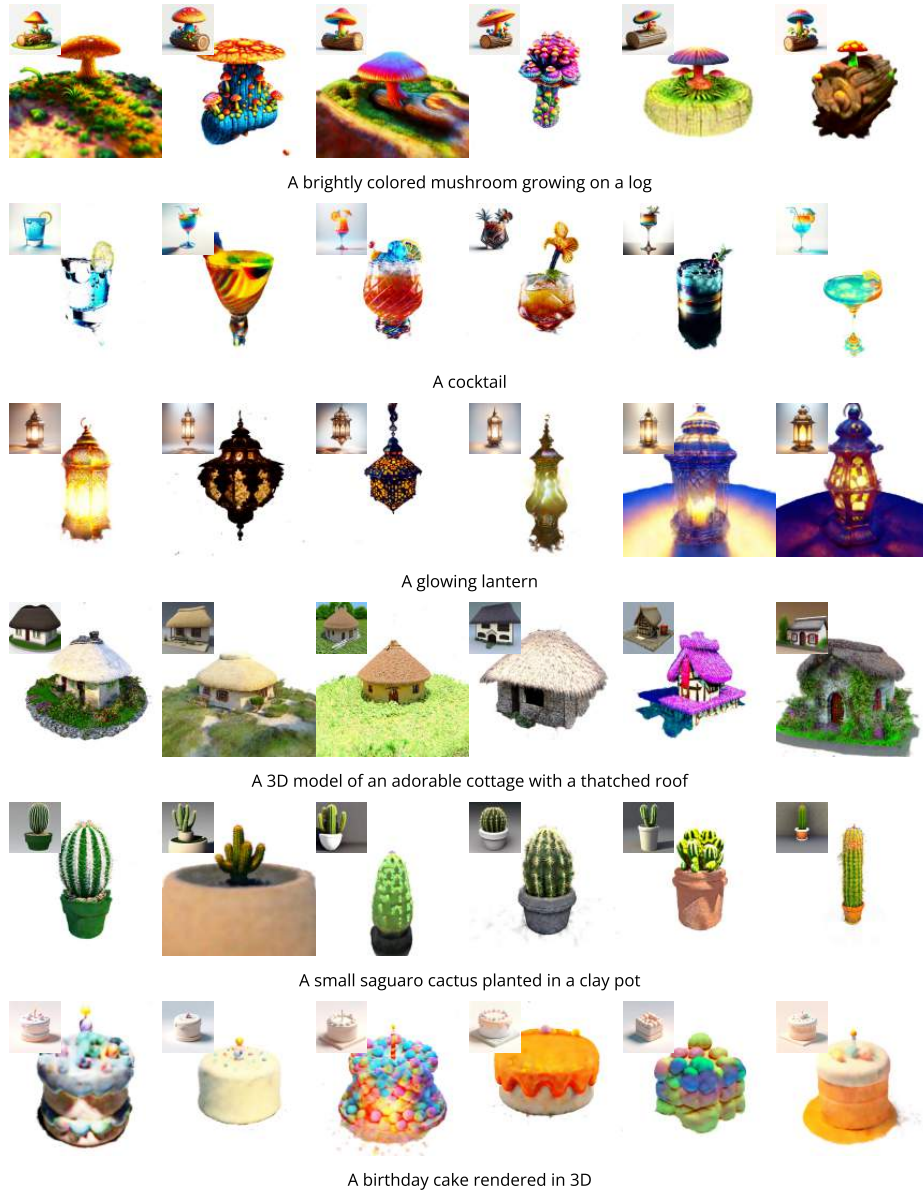 A brightly colored mushroom growing on a log
A cocktail
A glowing lantern
A 3D model of an adorable cottage with a thatched roof
A small saguaro cactus planted in a clay pot
A birthday cake rendered in 3D